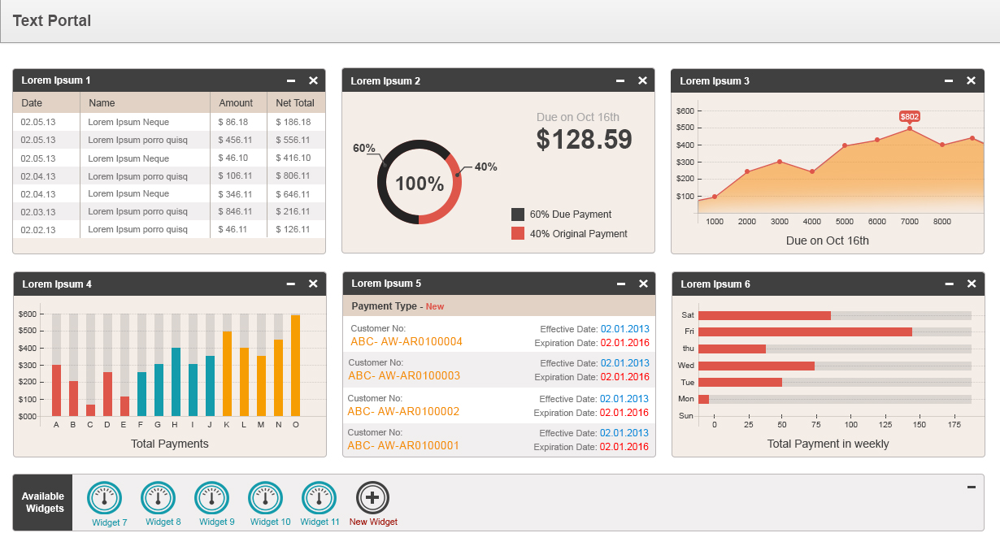 Text Portal
Lorem Ipsum 1
Date Name Amount Net Total
02.05.13 Lorem Ipsum Neque $ 86.18 $ 186.18
02.05.13 Lorem Ipsum porro quisq $ 456.11 $ 556.11
02.05.13 Lorem Ipsum Neque $ 46.10 $ 416.10
02.04.13 Lorem Ipsum porro quisq $ 106.11 $ 806.11
02.04.13 Lorem Ipsum Neque $ 346.11 $ 646.11
02.03.13 Lorem Ipsum porro quisq $ 846.11 $ 216.11
02.02.13 Lorem Ipsum porro quisq $ 46.11 $ 126.11
Lorem Ipsum 2
Due on Oct 16th
$128.59
60%
40%
100%
60% Due Payment
40% Original Payment
Lorem Ipsum 3
$600
$500
$400
$300
$200
$100
$802
1000 2000 3000 4000 5000 6000 7000 8000
Due on Oct 16th
Lorem Ipsum 4
$600
$500
$400
$300
$200
$100
$000
A B C D E F G H I J K L M N O
Total Payments
Lorem Ipsum 5
Payment Type - New
Customer No: Effective Date: 02.01.2013
ABC- AW-AR0100004 Expiration Date: 02.01.2016
Customer No: Effective Date: 02.01.2013
ABC- AW-AR0100003 Expiration Date: 02.01.2016
Customer No: Effective Date: 02.01.2013
ABC- AW-AR0100002 Expiration Date: 02.01.2016
Customer No: Effective Date: 02.01.2013
ABC- AW-AR0100001 Expiration Date: 02.01.2016
Lorem Ipsum 6
Sat
Fri
thu
Wed
Tue
Mon
Sun
0 25 50 75 100 125 150 175
Total Payment in weekly
Available
Widgets
Widget 7 Widget 8 Widget 9 Widget 10 Widget 11 New Widget